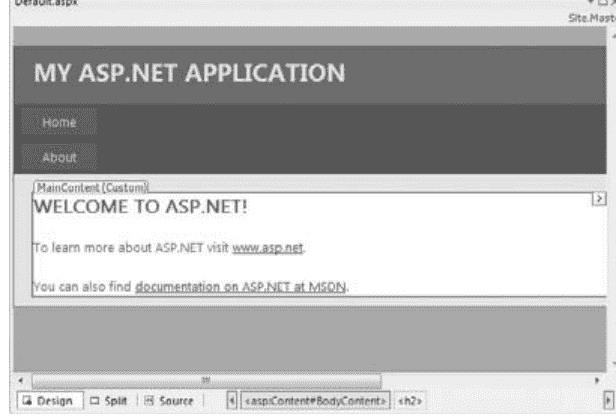 Default.aspx
Site.Mast
MY ASP.NET APPLICATION
Home
About
MainContent (Custom)
WELCOME TO ASP.NET!
To learn more about ASP.NET visit www.asp.net.
You can also find documentation on ASP.NET at MSDN.
Design Split Source <asp:Content#BodyContent> <h2>